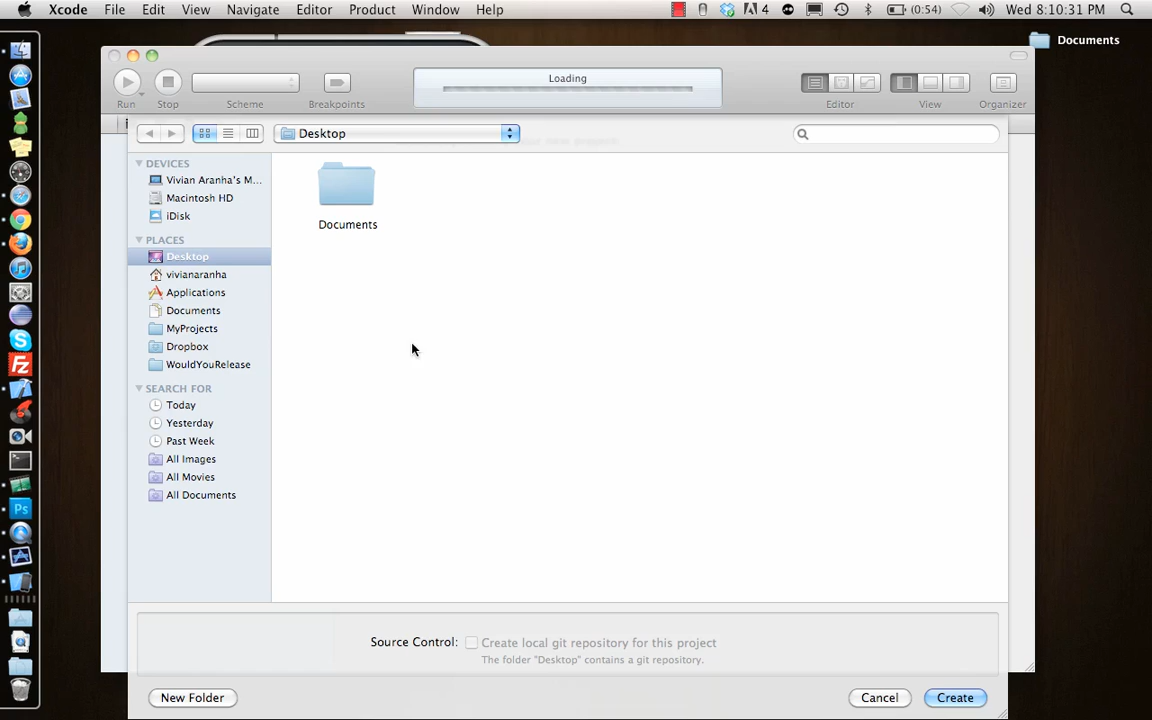 Xcode File Edit View Navigate Editor Product Window Help 4 (0:54) Wed 8:10:31 PM
Documents
Loading
Run Stop Scheme Breakpoints Editor View Organizer
Desktop
DEVICES
Vivian Aranha's M...
Macintosh HD
iDisk
PLACES
Desktop
vivianaranha
Applications
Documents
MyProjects
Dropbox
WouldYouRelease
SEARCH FOR
Today
Yesterday
Past Week
All Images
All Movies
All Documents
Documents
Source Control: Create local git repository for this project
The folder "Desktop" contains a git repository.
New Folder Cancel Create